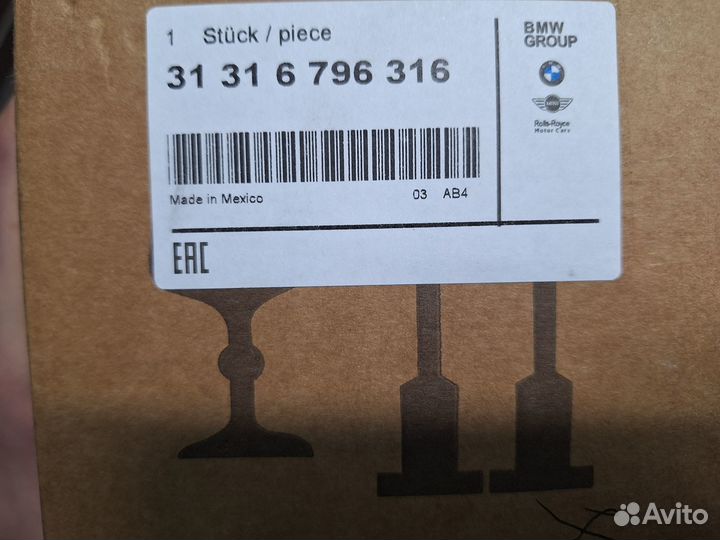 1 Stück / piece
31 31 6 796 316
Made in Mexico
03 AB4
EAC
BMW
GROUP
MINI
Rolls-Royce
Motor Cars
Avito